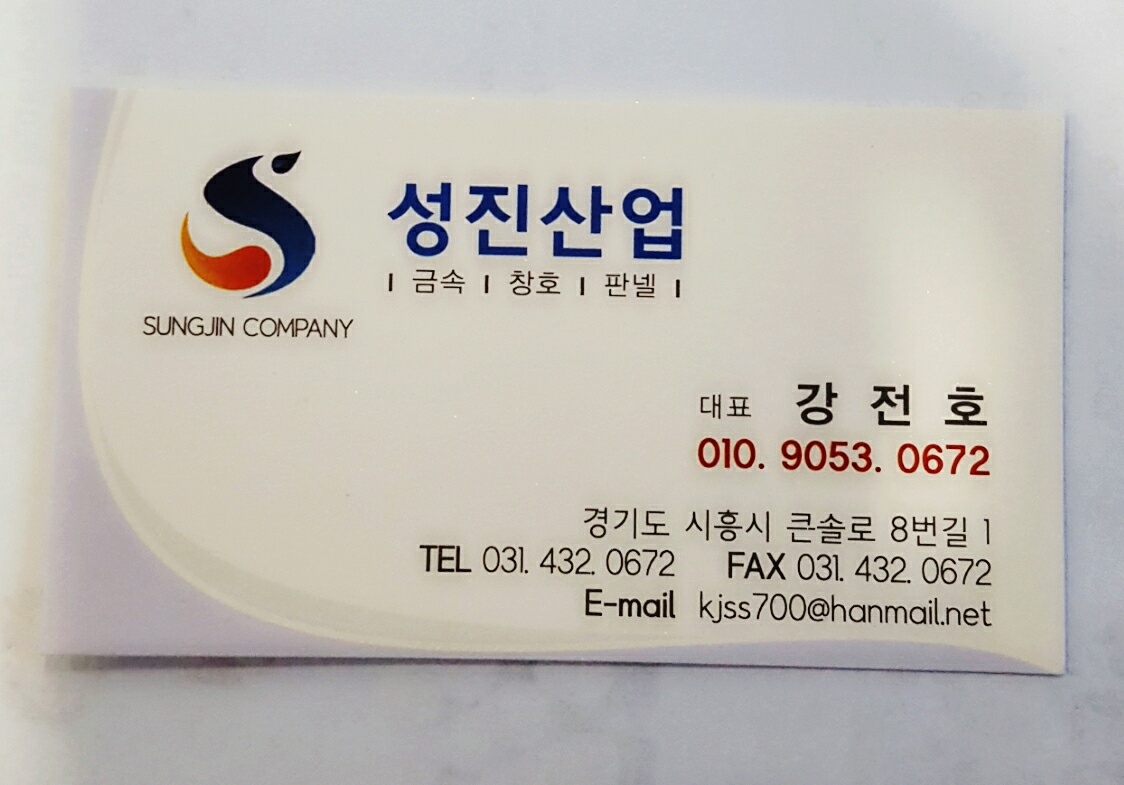 성진산업
| 금속 | 창호 | 판넬 |
SUNGJIN COMPANY
대표 강 전 호
010. 9053. 0672
경기도 시흥시 큰솔로 8번길 1
TEL 031. 432. 0672 FAX 031. 432. 0672
E-mail kjss700@hanmail.net